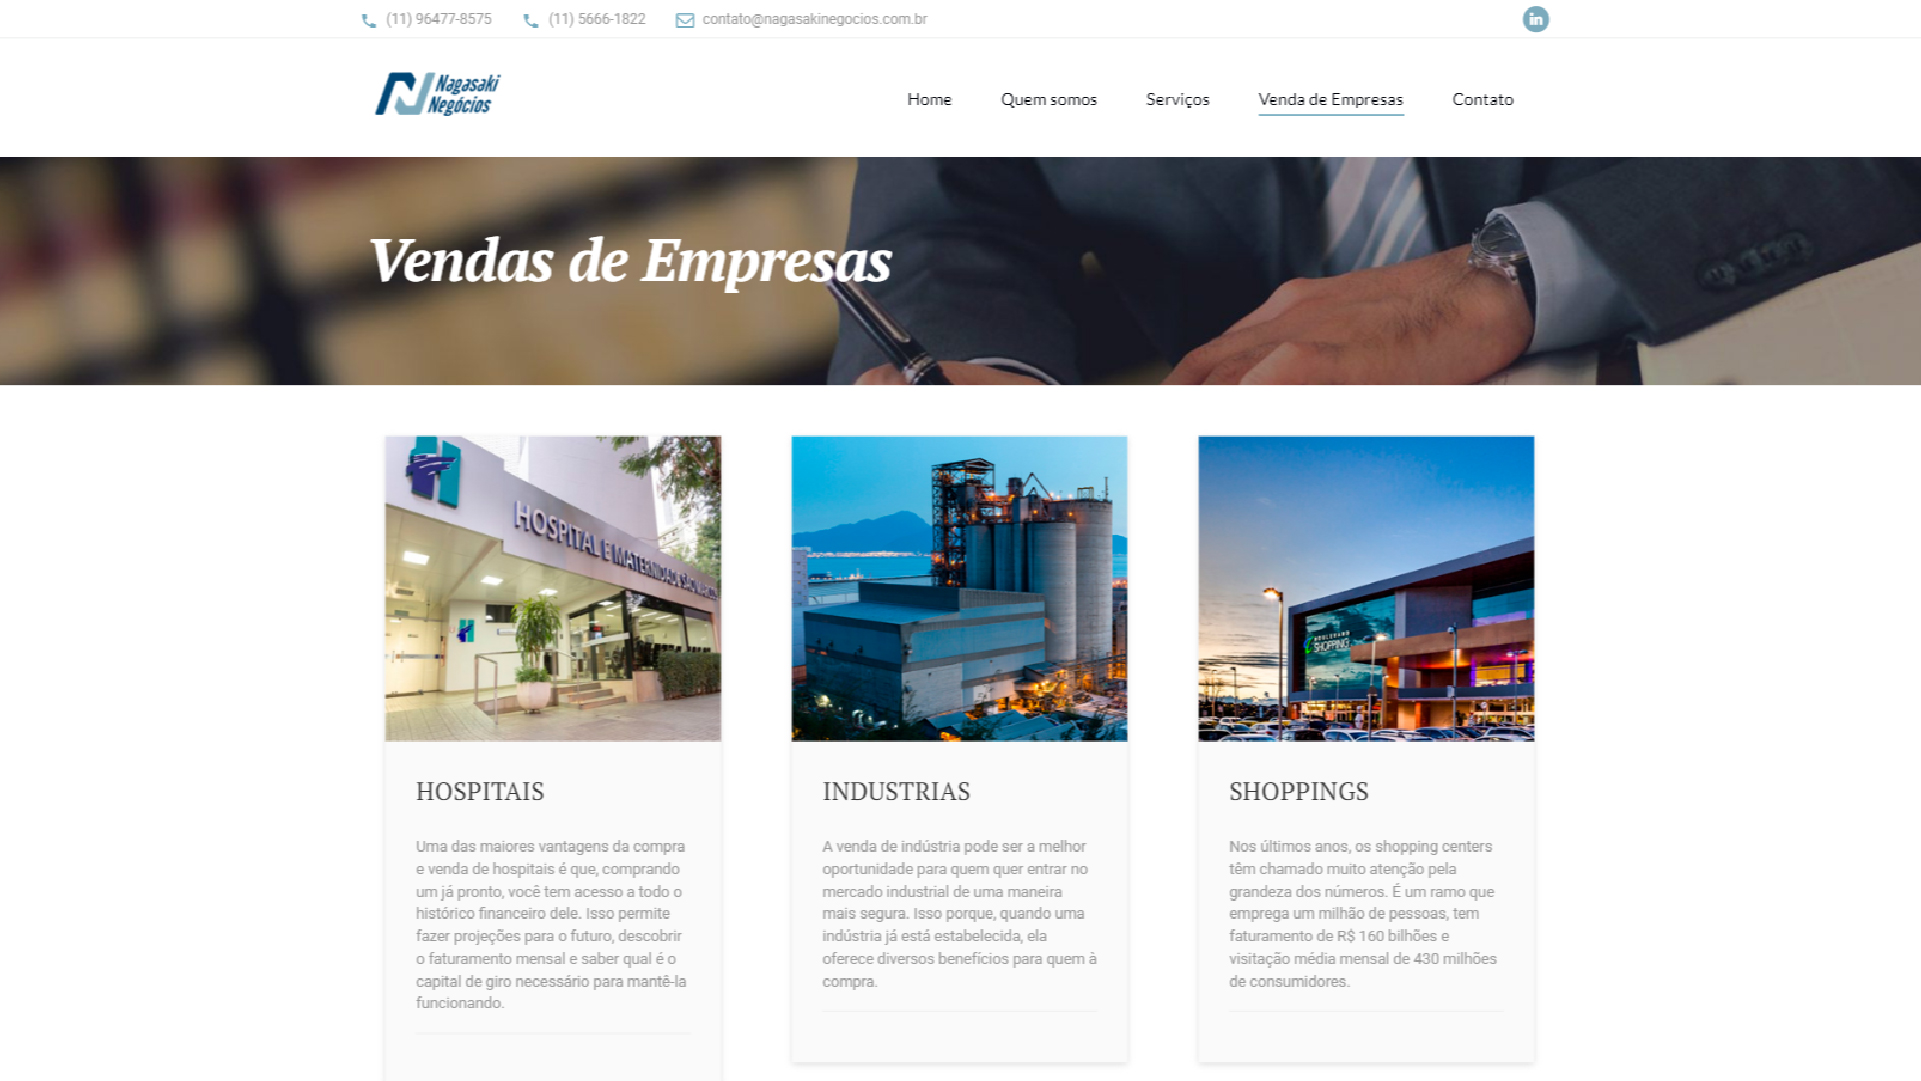 (11) 96477-8575 (11) 5666-1822 contato@nagasakinegocios.com.br in
Nagasaki
Negócios
Home Quem somos Serviços Venda de Empresas Contato
Vendas de Empresas
HOSPITAL E MATERNIDADE SÃO
SHOPPING
HOSPITAIS
Uma das maiores vantagens da compra
e venda de hospitais é que, comprando
um já pronto, você tem acesso a todo o
histórico financeiro dele. Isso permite
fazer projeções para o futuro, descobrir
o faturamento mensal e saber qual é o
capital de giro necessário para mantê-la
funcionando.
INDUSTRIAS
A venda de indústria pode ser a melhor
oportunidade para quem quer entrar no
mercado industrial de uma maneira
mais segura. Isso porque, quando uma
indústria já está estabelecida, ela
oferece diversos benefícios para quem à
compra.
SHOPPINGS
Nos últimos anos, os shopping centers
têm chamado muito atenção pela
grandeza dos números. É um ramo que
emprega um milhão de pessoas, tem
faturamento de R$ 160 bilhões e
visitação média mensal de 430 milhões
de consumidores.